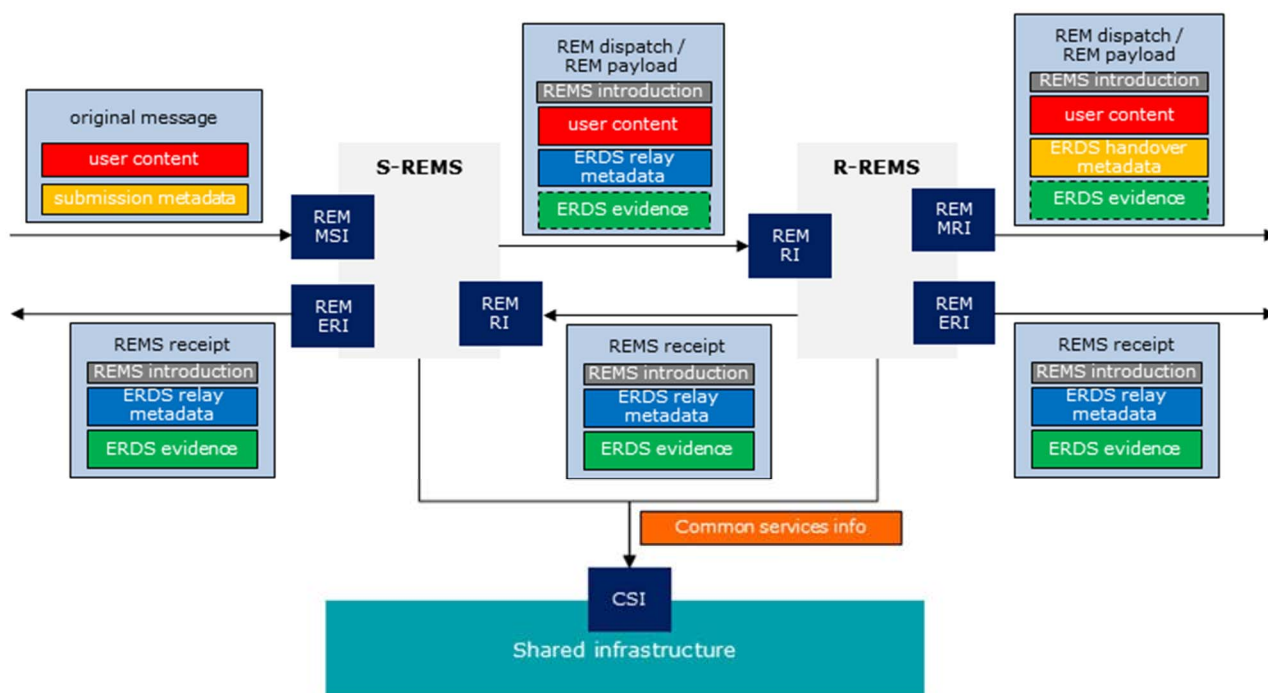 original message
user content
submission metadata
REM dispatch /
REM payload
REMS introduction
user content
ERDS relay
metadata
ERDS evidence
REM dispatch /
REM payload
REMS introduction
user content
ERDS handover
metadata
ERDS evidence
S-REMS
R-REMS
REM
MSI
REM
RI
REM
MRI
REM
ERI
REM
RI
REM
ERI
REMS receipt
REMS introduction
ERDS relay
metadata
ERDS evidence
REMS receipt
REMS introduction
ERDS relay
metadata
ERDS evidence
REMS receipt
REMS introduction
ERDS relay
metadata
ERDS evidence
Common services info
CSI
Shared infrastructure